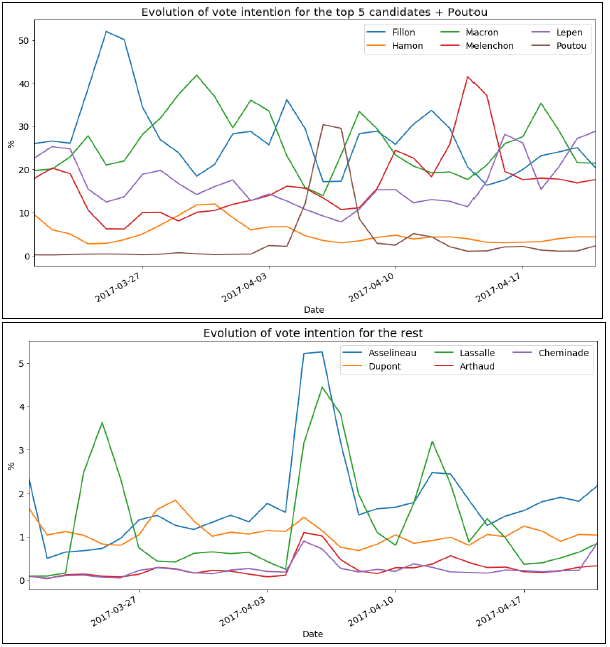 Evolution of vote intention for the top 5 candidates + Poutou
Fillon Macron Lepen
Hamon Melenchon Poutou
50
40
30
20
10
0
%
2017-03-27 2017-04-03 2017-04-10 2017-04-17
Date
Evolution of vote intention for the rest
Asselineau Lassalle Cheminade
Dupont Arthaud
5
4
3
2
1
0
%
2017-03-27 2017-04-03 2017-04-10 2017-04-17
Date